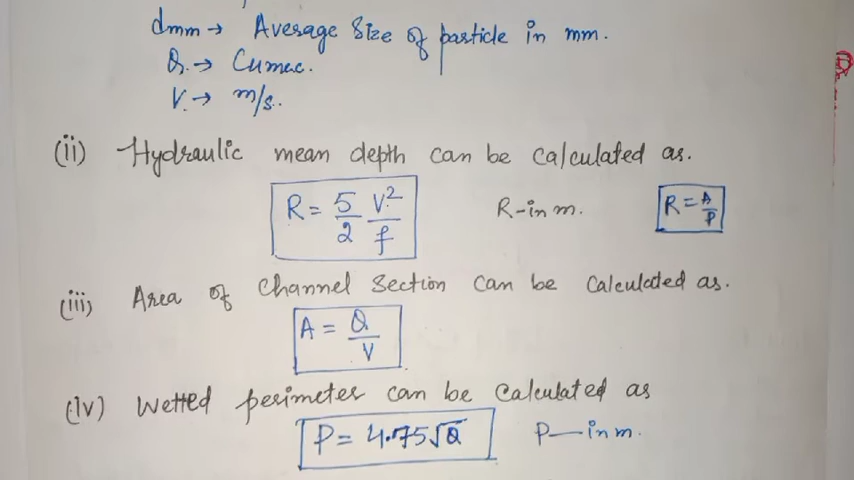 dmm → Average Size of particle in mm.
Q. → Cumec.
V. → m/s.
(ii) Hydraulic mean depth can be calculated as.
R = 5/2 V²/f R-in m. R = A/P
(iii) Area of Channel Section can be Calculated as.
A = Q/V
(iv) Wetted perimeter can be Calculated as
P = 4.75√Q P — in m.